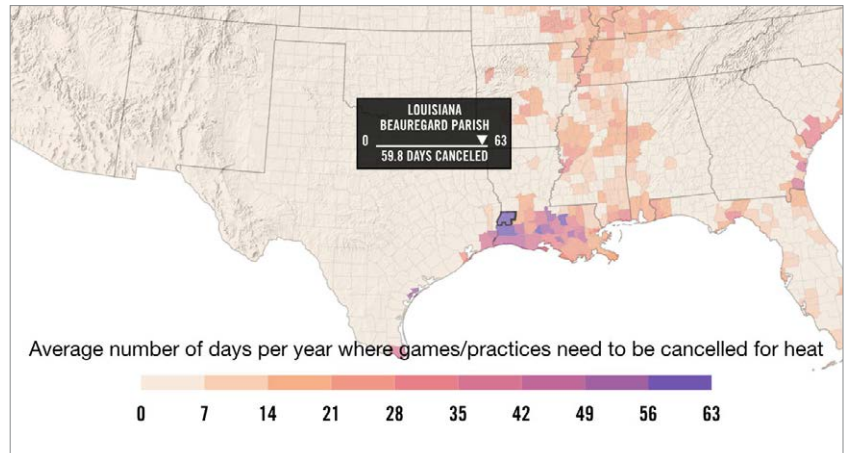 LOUISIANA
BEAUREGARD PARISH
0 63
59.8 DAYS CANCELED
Average number of days per year where games/practices need to be cancelled for heat
0 7 14 21 28 35 42 49 56 63